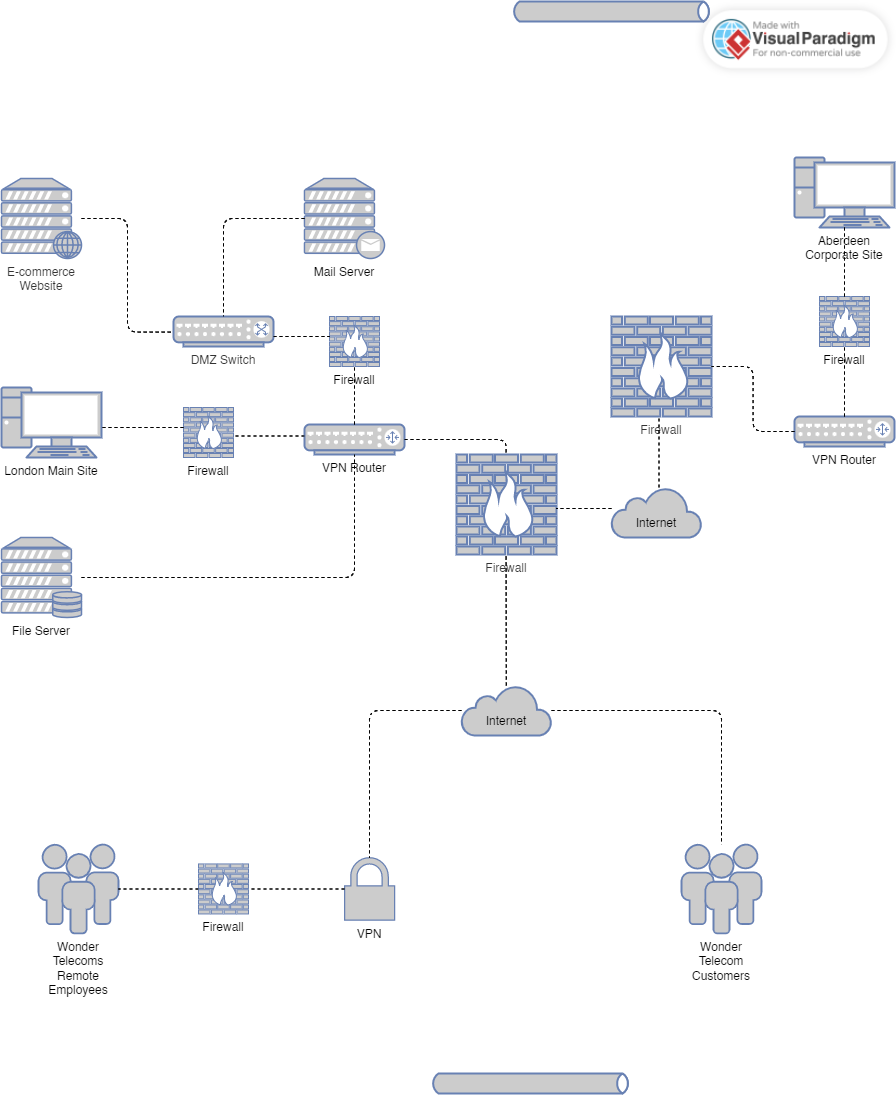 Made with
Visual Paradigm
For non-commercial use
Aberdeen
Corporate Site
E-commerce
Website
Mail Server
DMZ Switch
Firewall
Firewall
Firewall
London Main Site
Firewall
VPN Router
VPN Router
Internet
Firewall
File Server
Internet
Firewall
VPN
Wonder
Telecoms
Remote
Employees
Wonder
Telecom
Customers